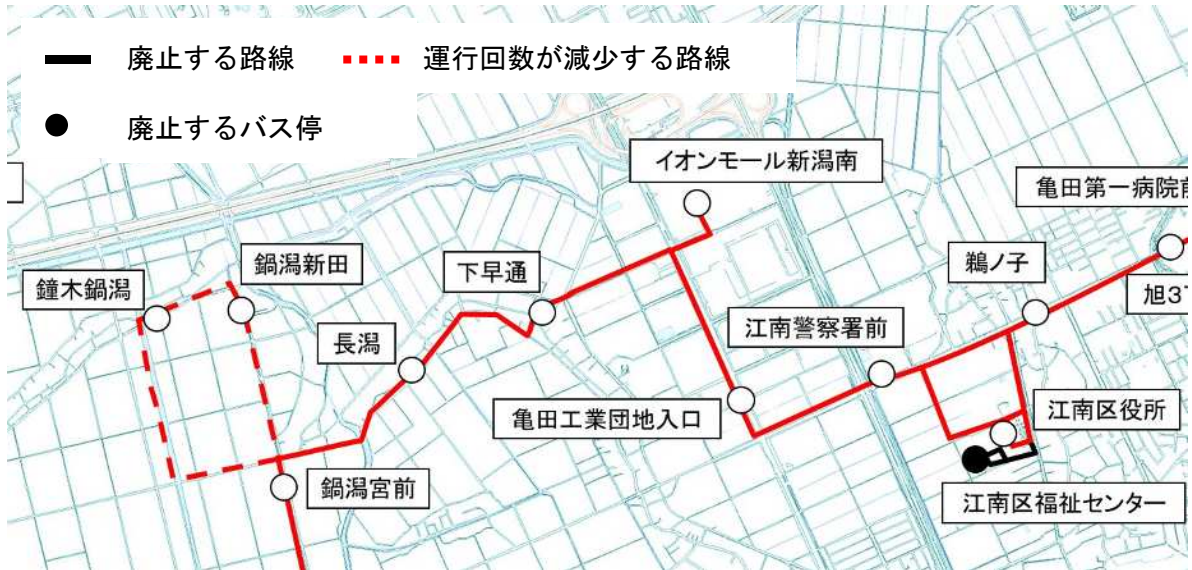 廃止する路線
運行回数が減少する路線
廃止するバス停
イオンモール新潟南
亀田第一病院前
鍋潟新田
鐘木鍋潟
下早通
鵜ノ子
旭3丁
長潟
江南警察署前
江南区役所
亀田工業団地入口
鍋潟宮前
江南区福祉センター